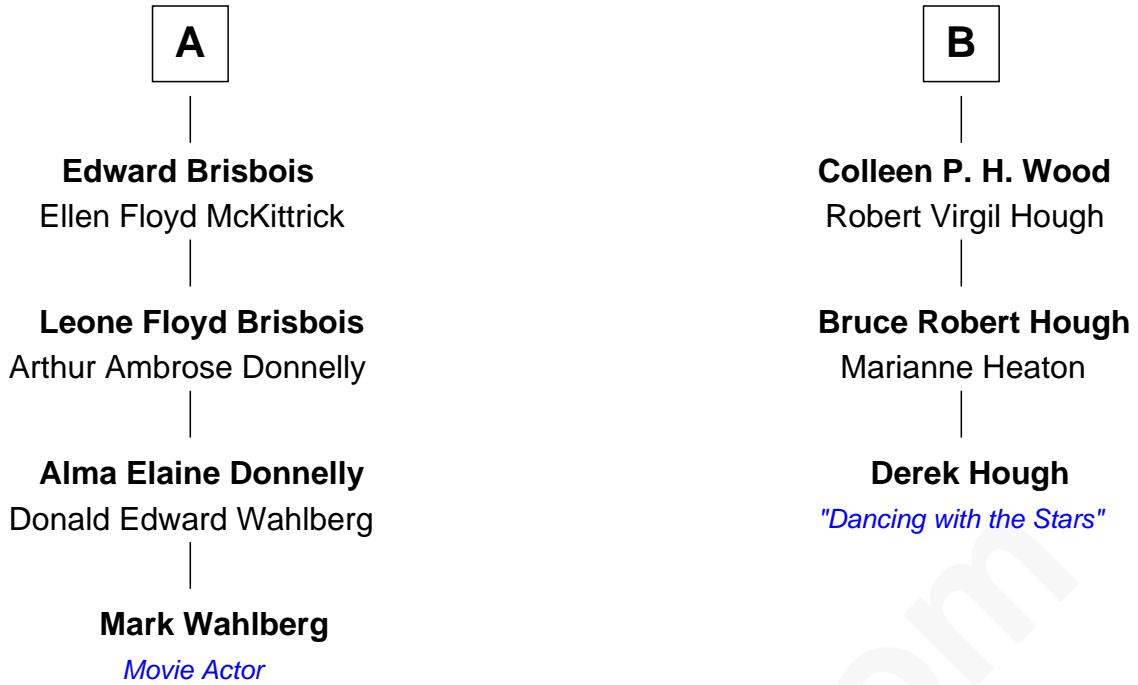 A
Edward Brisbois
Ellen Floyd McKittrick
Leone Floyd Brisbois
Arthur Ambrose Donnelly
Alma Elaine Donnelly
Donald Edward Wahlberg
Mark Wahlberg
Movie Actor
B
Colleen P. H. Wood
Robert Virgil Hough
Bruce Robert Hough
Marianne Heaton
Derek Hough
"Dancing with the Stars"
om